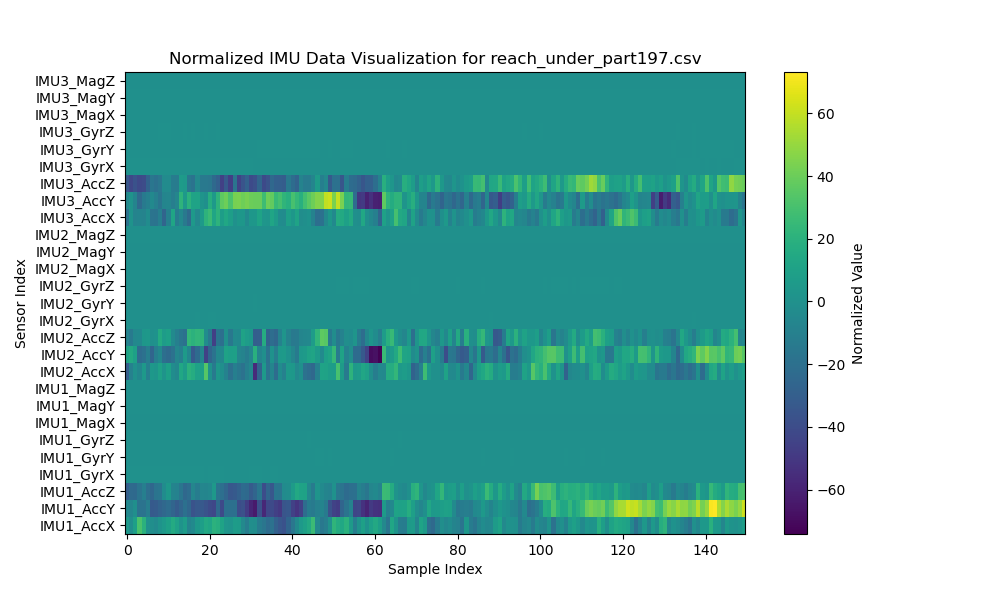 Normalized IMU Data Visualization for reach_under_part197.csv
IMU3_MagZ
IMU3_MagY
IMU3_MagX
IMU3_GyrZ
IMU3_GyrY
IMU3_GyrX
IMU3_AccZ
IMU3_AccY
IMU3_AccX
IMU2_MagZ
IMU2_MagY
IMU2_MagX
IMU2_GyrZ
IMU2_GyrY
IMU2_GyrX
IMU2_AccZ
IMU2_AccY
IMU2_AccX
IMU1_MagZ
IMU1_MagY
IMU1_MagX
IMU1_GyrZ
IMU1_GyrY
IMU1_GyrX
IMU1_AccZ
IMU1_AccY
IMU1_AccX
Sensor Index
0 20 40 60 80 100 120 140
Sample Index
60
40
20
0
−20
−40
−60
Normalized Value